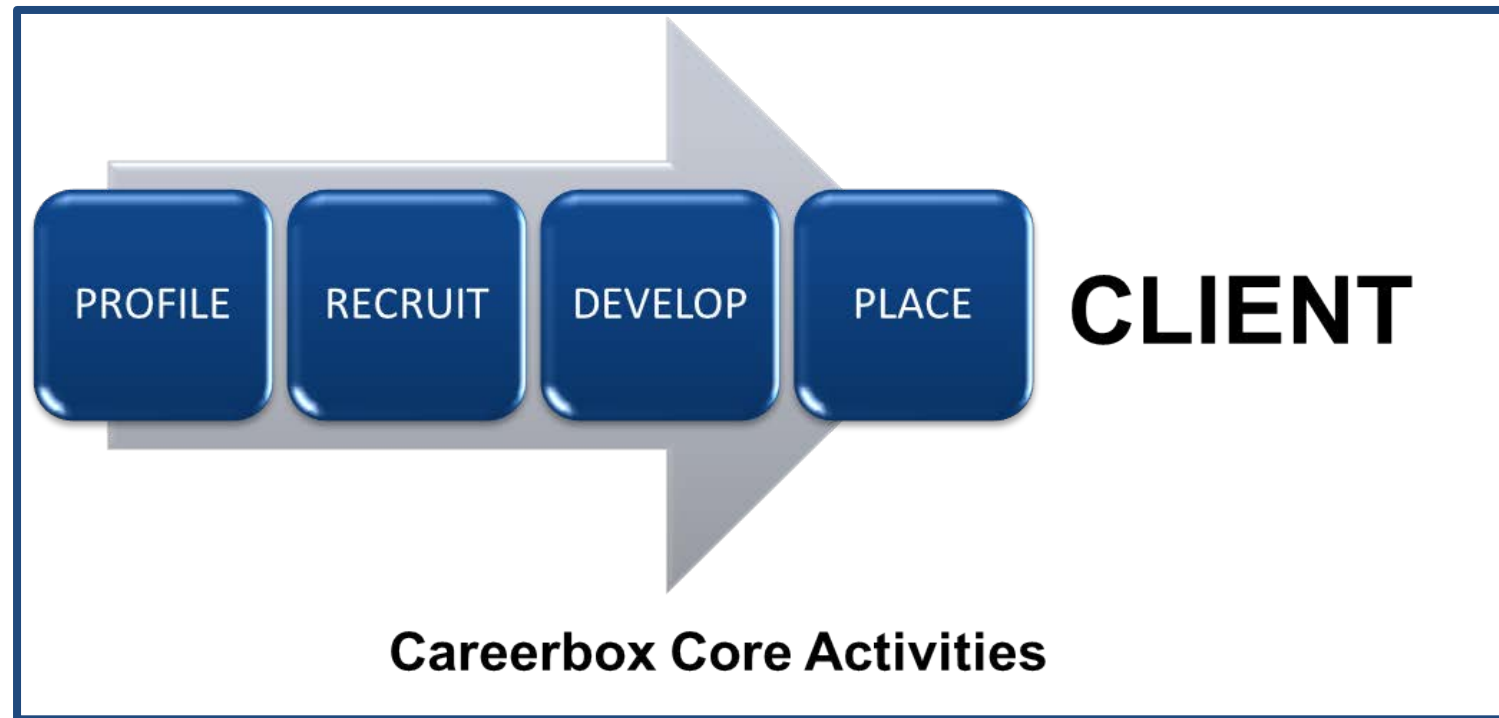 PROFILE
RECRUIT
DEVELOP
PLACE
CLIENT
Careerbox Core Activities